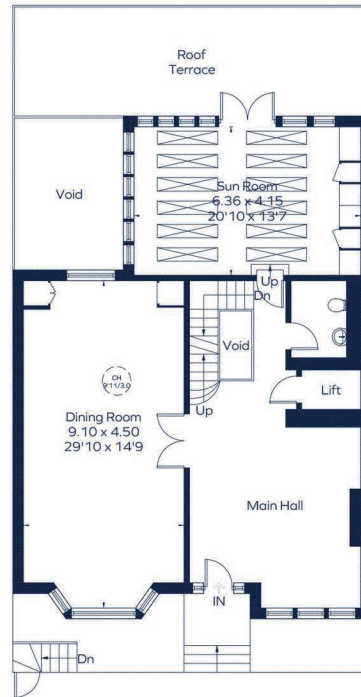 Roof
Terrace
Void
Sun Room
6.36 x 4.15
20'10 x 13'7
Up
Dn
Void
Up
Lift
CH
9'11/3.0
Dining Room
9.10 x 4.50
29'10 x 14'9
Main Hall
IN
Dn